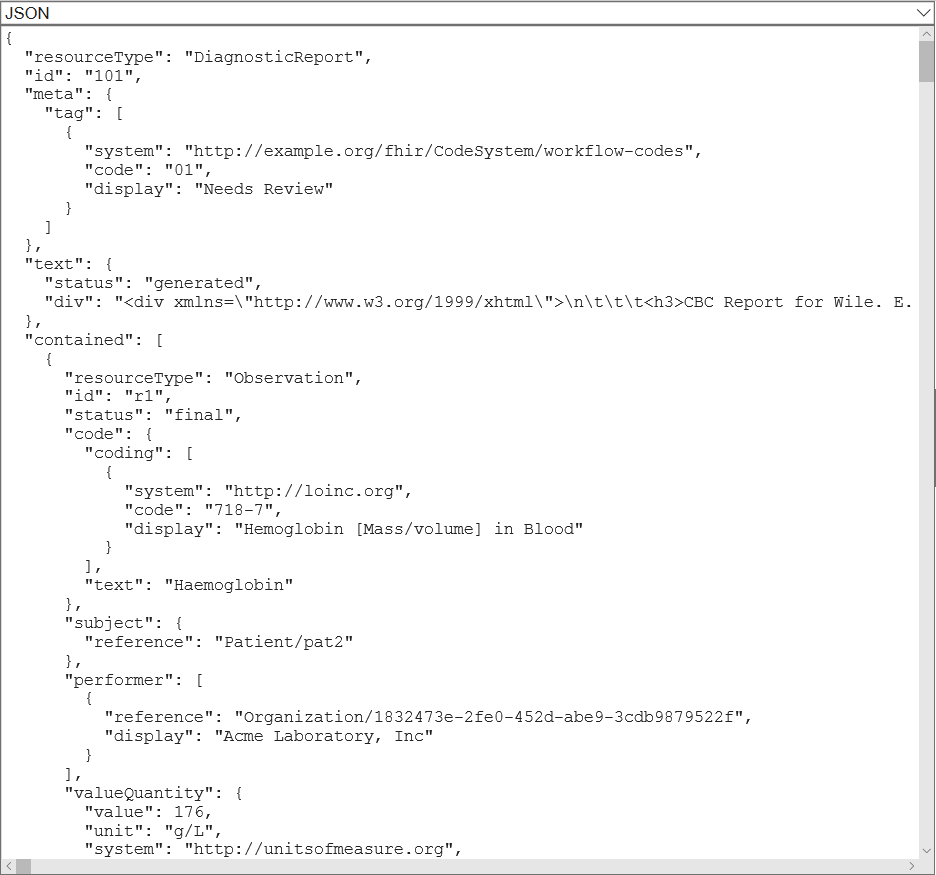 JSON
{
  "resourceType": "DiagnosticReport",
  "id": "101",
  "meta": {
    "tag": [
      {
        "system": "http://example.org/fhir/CodeSystem/workflow-codes",
        "code": "01",
        "display": "Needs Review"
      }
    ]
  },
  "text": {
    "status": "generated",
    "div": "<div xmlns=\"http://www.w3.org/1999/xhtml\">\n\t\t\t<h3>CBC Report for Wile. E.
  },
  "contained": [
    {
      "resourceType": "Observation",
      "id": "r1",
      "status": "final",
      "code": {
        "coding": [
          {
            "system": "http://loinc.org",
            "code": "718-7",
            "display": "Hemoglobin [Mass/volume] in Blood"
          }
        ],
        "text": "Haemoglobin"
      },
      "subject": {
        "reference": "Patient/pat2"
      },
      "performer": [
        {
          "reference": "Organization/1832473e-2fe0-452d-abe9-3cdb9879522f",
          "display": "Acme Laboratory, Inc"
        }
      ],
      "valueQuantity": {
        "value": 176,
        "unit": "g/L",
        "system": "http://unitsofmeasure.org",